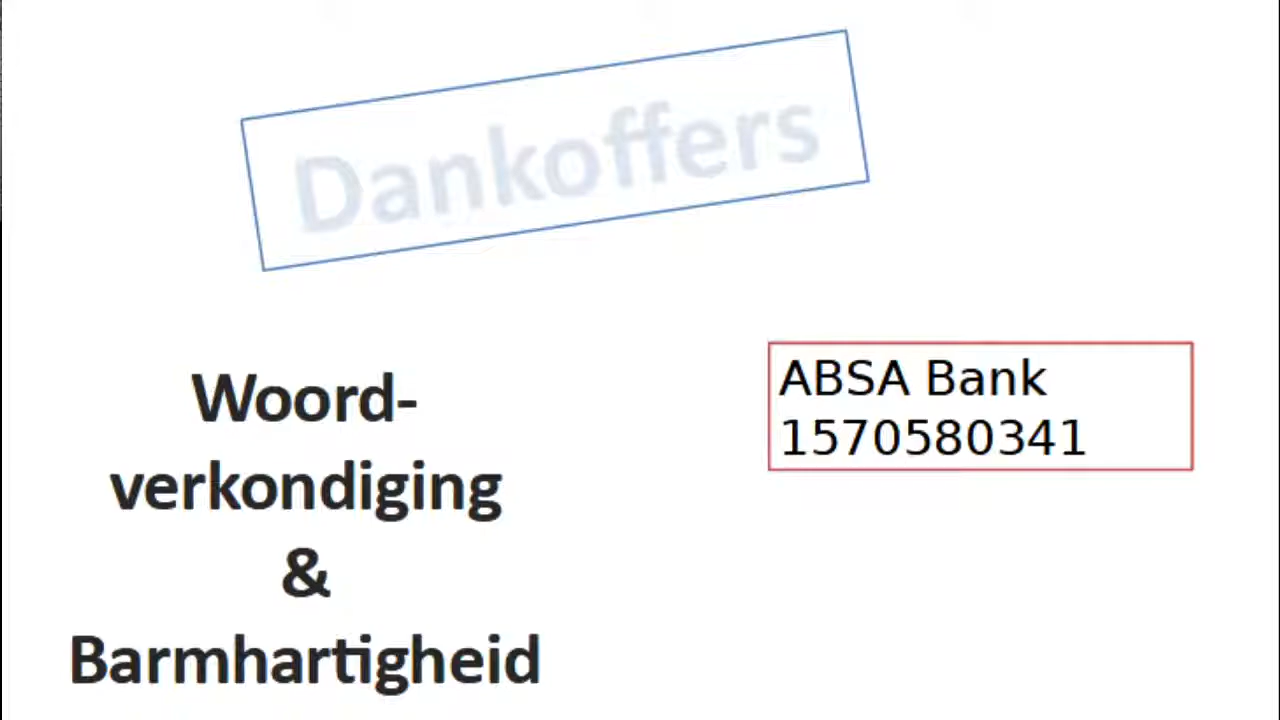 Dankoffers
Woord-
verkondiging
&
Barmhartigheid
ABSA Bank
1570580341